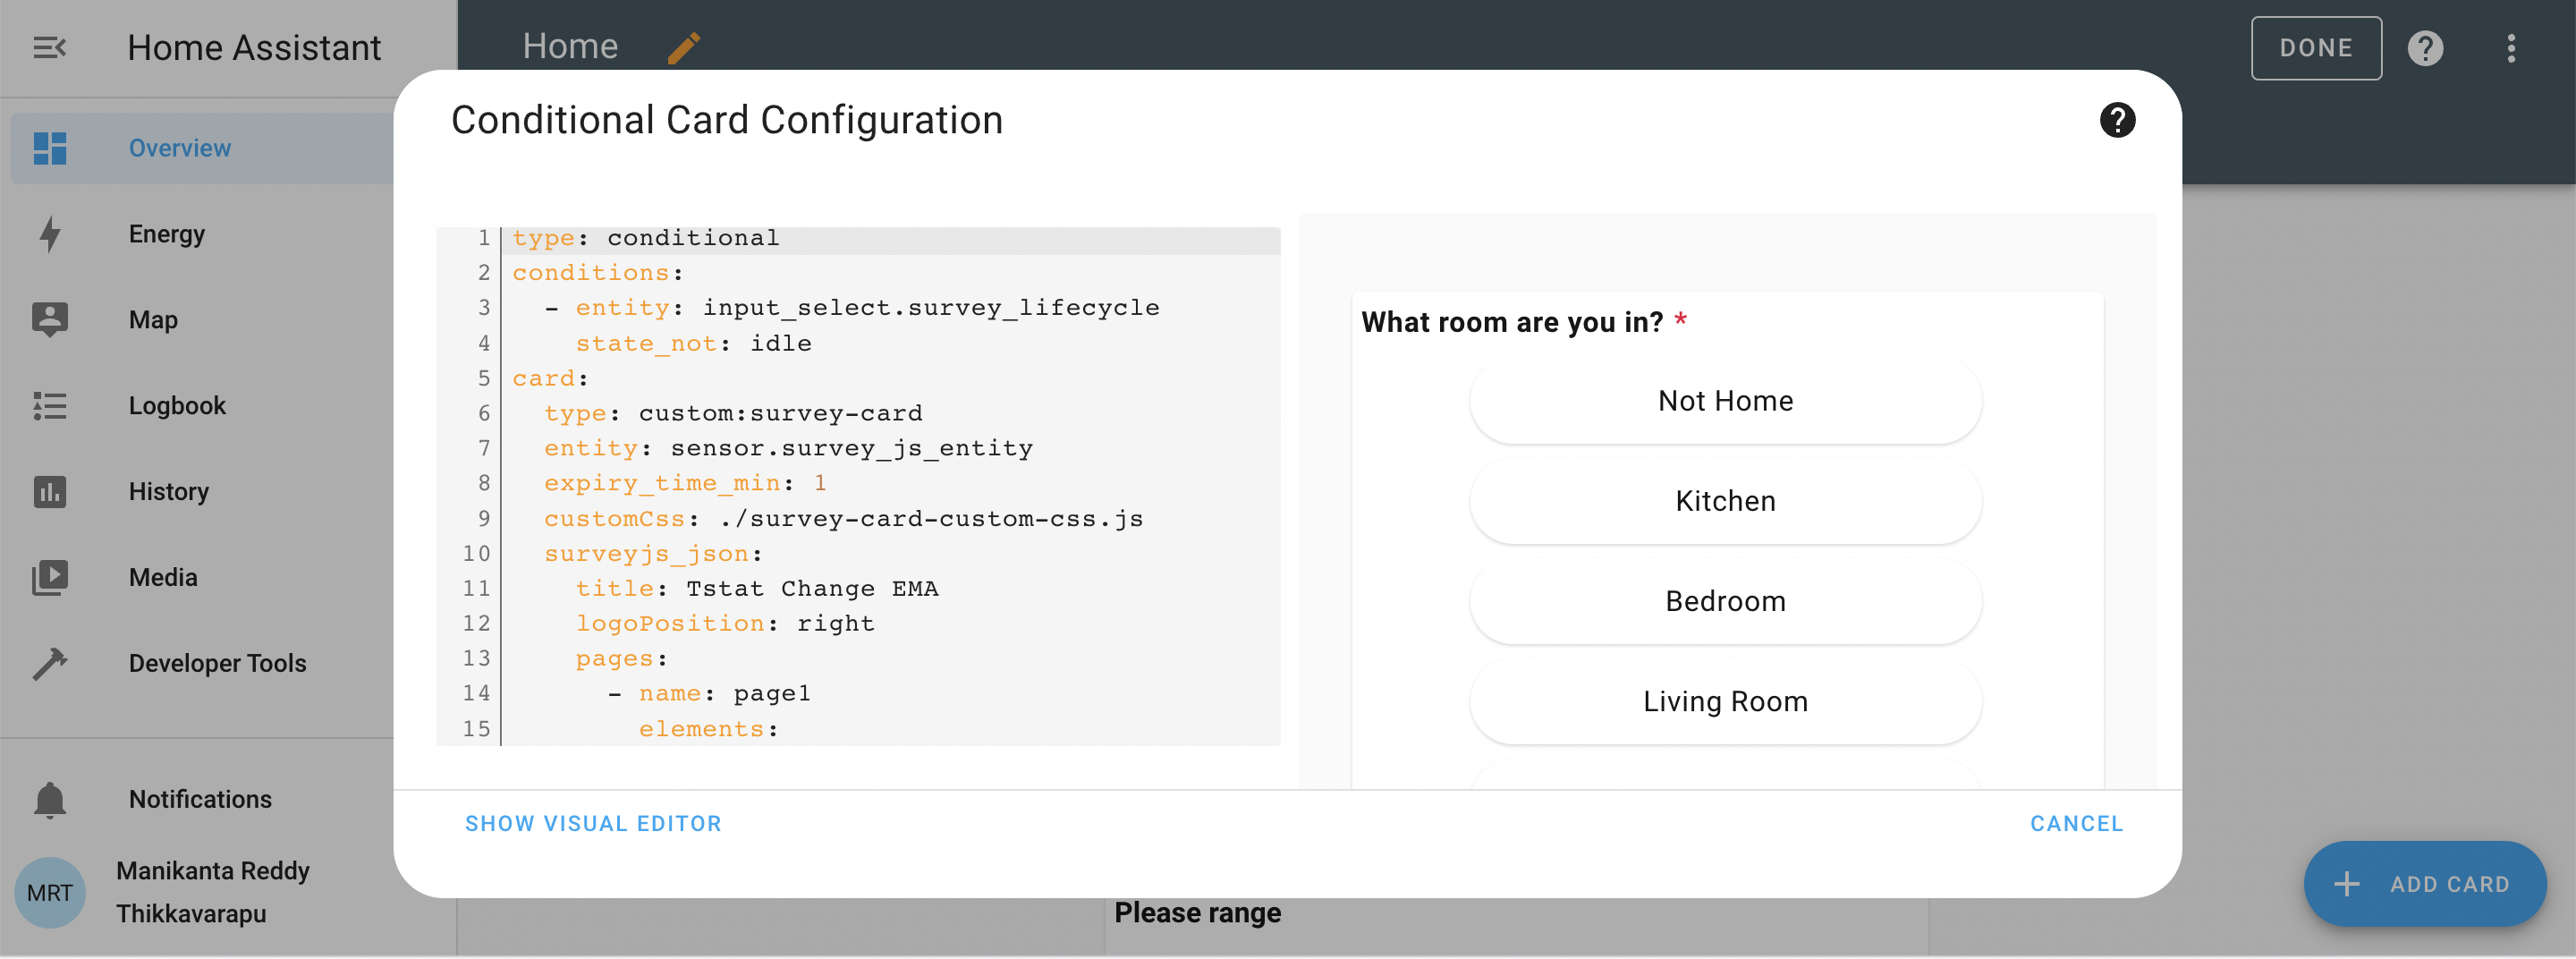 Home Assistant
Home
DONE
Overview
Energy
Map
Logbook
History
Media
Developer Tools
Notifications
MRT
Manikanta Reddy
Thikkavarapu
Conditional Card Configuration
1 type: conditional
2 conditions:
3   - entity: input_select.survey_lifecycle
4     state_not: idle
5 card:
6   type: custom:survey-card
7   entity: sensor.survey_js_entity
8   expiry_time_min: 1
9   customCss: ./survey-card-custom-css.js
10   surveyjs_json:
11     title: Tstat Change EMA
12     logoPosition: right
13     pages:
14       - name: page1
15         elements:
What room are you in? *
Not Home
Kitchen
Bedroom
Living Room
SHOW VISUAL EDITOR
CANCEL
Please range
ADD CARD